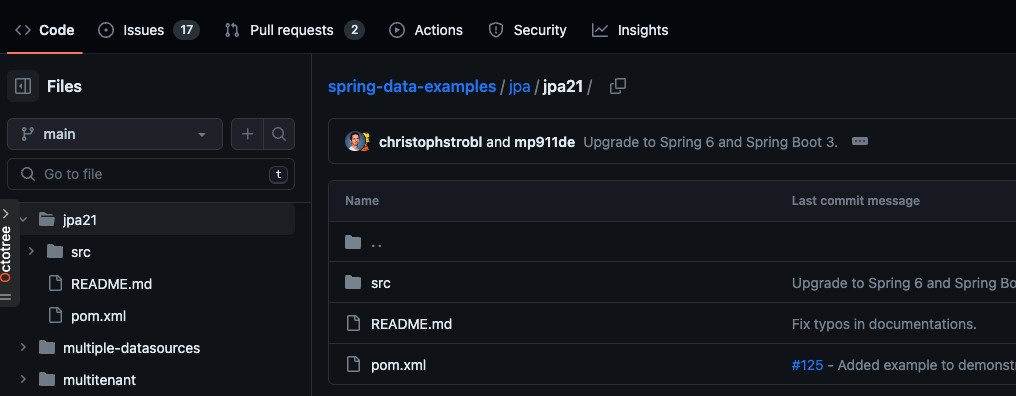 Code Issues 17 Pull requests 2 Actions Security Insights
Files
main
Go to file t
jpa21
src
README.md
pom.xml
multiple-datasources
multitenant
Octotree
spring-data-examples / jpa / jpa21 /
christophstrobl and mp911de Upgrade to Spring 6 and Spring Boot 3.
Name Last commit message
..
src Upgrade to Spring 6 and Spring Bo
README.md Fix typos in documentations.
pom.xml #125 - Added example to demonstr